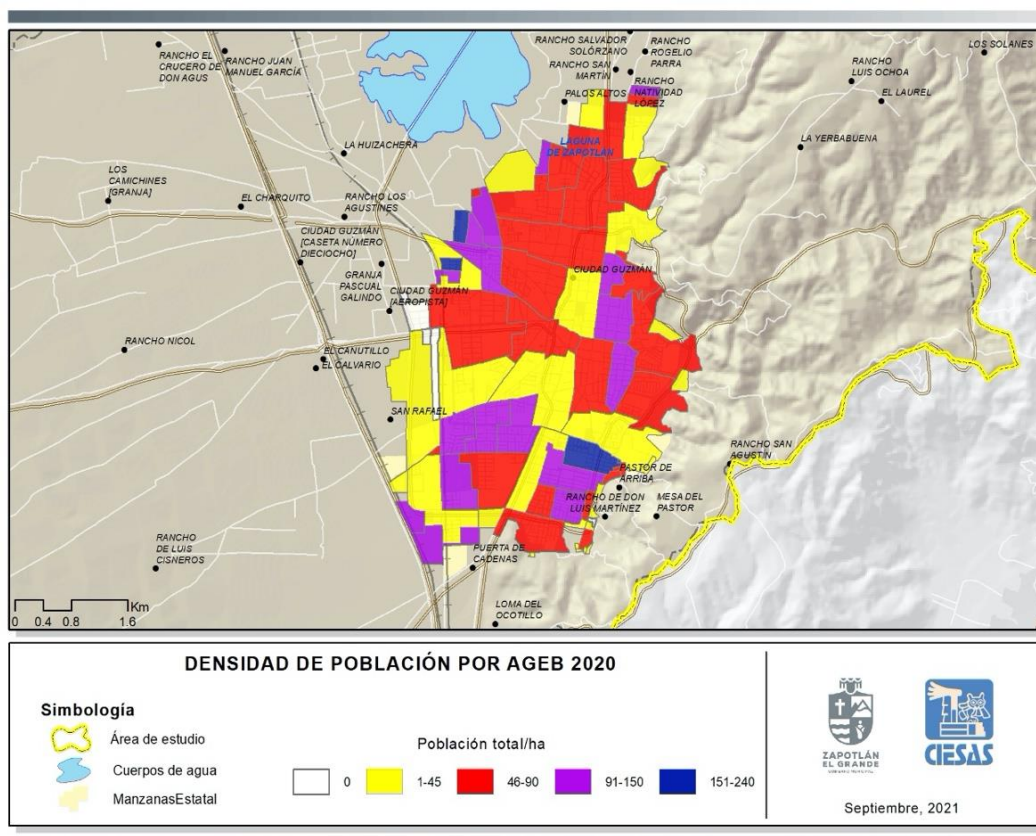 RANCHO EL
CRUCERO DE
DON AGUS
RANCHO JUAN
MANUEL GARCÍA
RANCHO SALVADOR
SOLÓRZANO
RANCHO
ROGELIO
PARRA
RANCHO SAN
MARTÍN
RANCHO
NATIVIDAD
LÓPEZ
PALOS ALTOS
LOS SOLANES
RANCHO
LUIS OCHOA
EL LAUREL
LAGUNA
DE ZAPOTLÁN
LA YERBABUENA
LA HUIZACHERA
LOS
CAMICHINES
[GRANJA]
EL CHARQUITO
RANCHO LOS
AGUSTINES
CIUDAD GUZMÁN
[CASETA NÚMERO
DIECIOCHO]
GRANJA
PASCUAL
GALINDO
CIUDAD GUZMÁN
[AEROPISTA]
CIUDAD GUZMÁN
RANCHO NICOL
EL CANUTILLO
EL CALVARIO
SAN RAFAEL
RANCHO SAN
AGUSTÍN
PASTOR DE
ARRIBA
RANCHO DE DON
LUIS MARTÍNEZ
MESA DEL
PASTOR
RANCHO
DE LUIS
CISNEROS
PUERTA DE
CADENAS
LOMA DEL
OCOTILLO
Km
0 0.4 0.8 1.6
DENSIDAD DE POBLACIÓN POR AGEB 2020
Simbología
Área de estudio
Cuerpos de agua
ManzanasEstatal
Población total/ha
0 1-45 46-90 91-150 151-240
ZAPOTLÁN
EL GRANDE
GOBIERNO MUNICIPAL
CIESAS
Septiembre, 2021